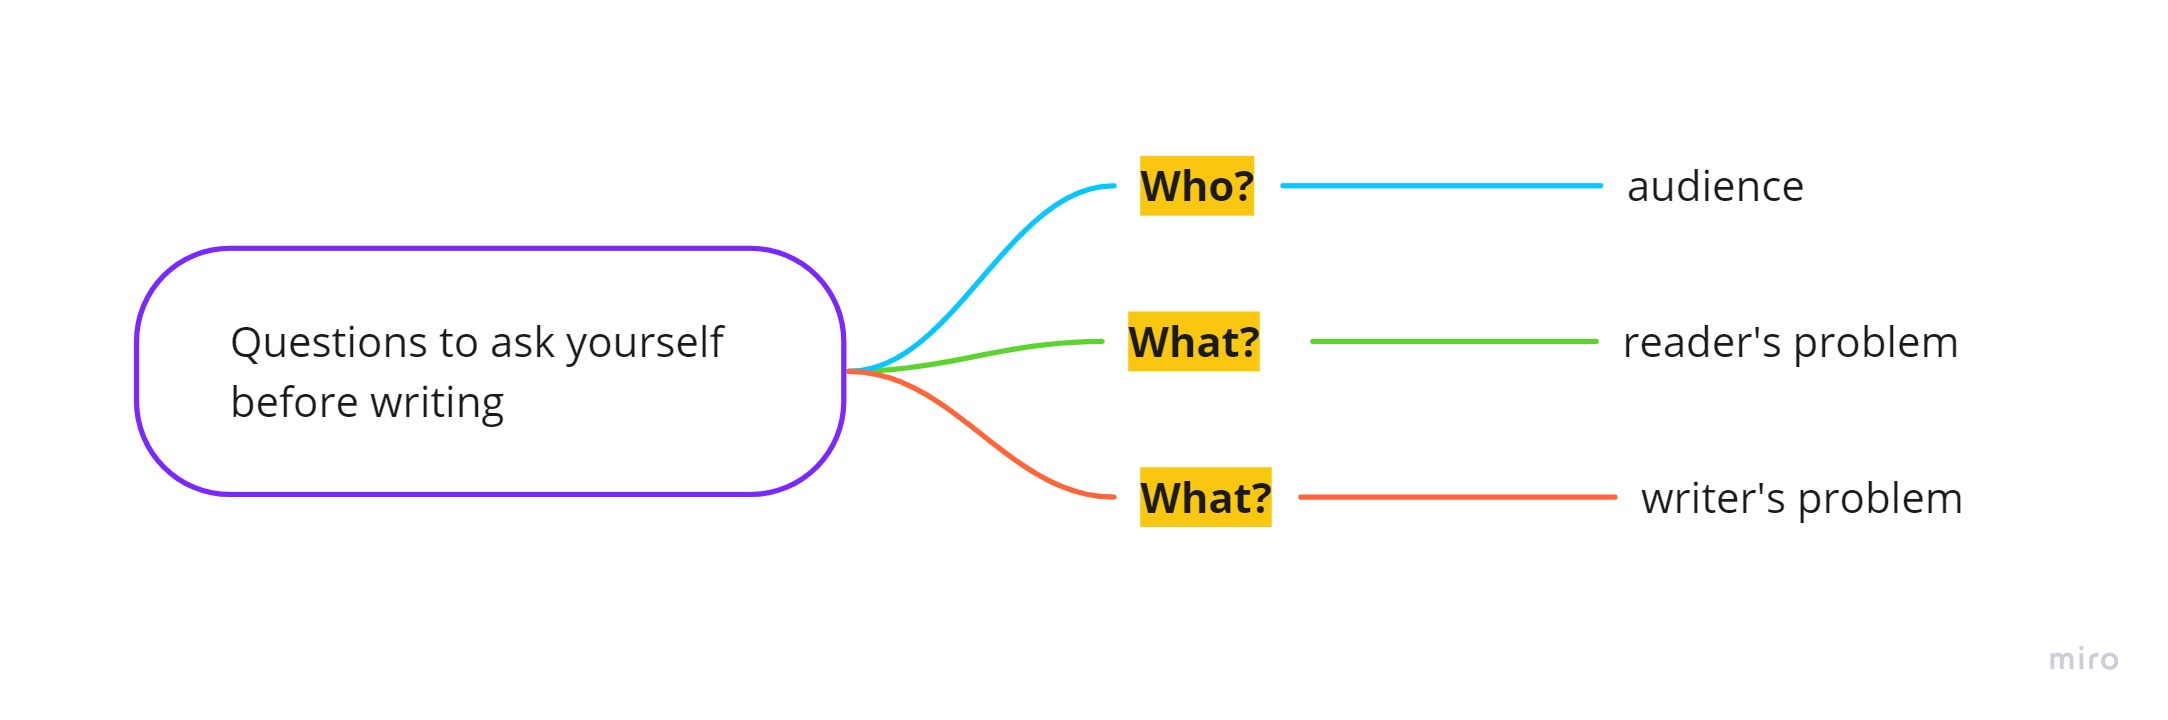 Questions to ask yourself
before writing
Who?
audience
What?
reader's problem
What?
writer's problem
miro